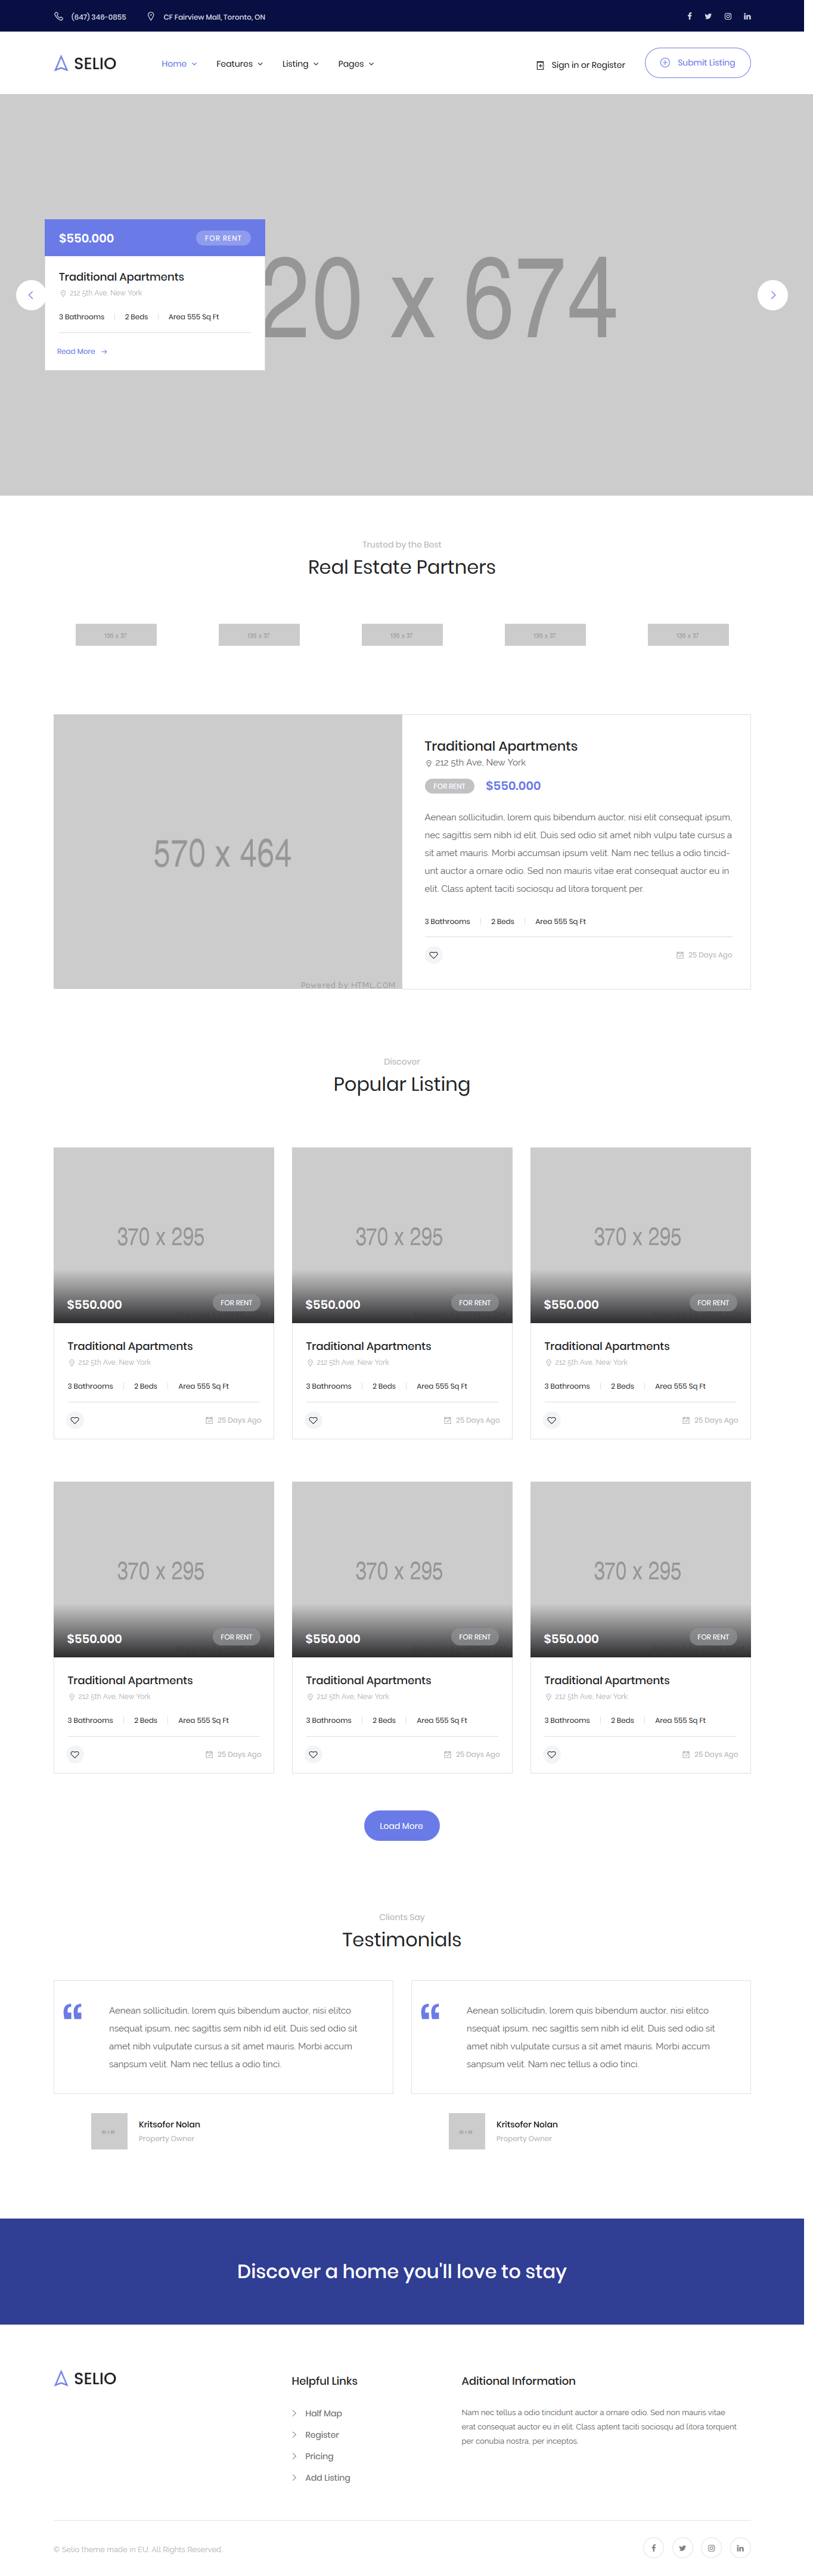 (647) 346-0855 CF Fairview Mall, Toronto, ON
SELIO Home Features Listing Pages Sign in or Register Submit Listing
$550.000 FOR RENT
20 x 674
Traditional Apartments
212 5th Ave, New York
3 Bathrooms 2 Beds Area 555 Sq Ft
Read More
Trusted by the Best
Real Estate Partners
135 x 37 135 x 37 135 x 37 135 x 37 135 x 37
570 x 464
Powered by HTML.COM
Traditional Apartments
212 5th Ave, New York
FOR RENT $550.000
Aenean sollicitudin, lorem quis bibendum auctor, nisi elit consequat ipsum,
nec sagittis sem nibh id elit. Duis sed odio sit amet nibh vulpu tate cursus a
sit amet mauris. Morbi accumsan ipsum velit. Nam nec tellus a odio tincid-
unt auctor a ornare odio. Sed non mauris vitae erat consequat auctor eu in
elit. Class aptent taciti sociosqu ad litora torquent per.
3 Bathrooms 2 Beds Area 555 Sq Ft
25 Days Ago
Discover
Popular Listing
370 x 295 370 x 295 370 x 295
$550.000 FOR RENT $550.000 FOR RENT $550.000 FOR RENT
Traditional Apartments Traditional Apartments Traditional Apartments
212 5th Ave, New York 212 5th Ave, New York 212 5th Ave, New York
3 Bathrooms 2 Beds Area 555 Sq Ft 3 Bathrooms 2 Beds Area 555 Sq Ft 3 Bathrooms 2 Beds Area 555 Sq Ft
25 Days Ago 25 Days Ago 25 Days Ago
370 x 295 370 x 295 370 x 295
$550.000 FOR RENT $550.000 FOR RENT $550.000 FOR RENT
Traditional Apartments Traditional Apartments Traditional Apartments
212 5th Ave, New York 212 5th Ave, New York 212 5th Ave, New York
3 Bathrooms 2 Beds Area 555 Sq Ft 3 Bathrooms 2 Beds Area 555 Sq Ft 3 Bathrooms 2 Beds Area 555 Sq Ft
25 Days Ago 25 Days Ago 25 Days Ago
Load More
Clients Say
Testimonials
Aenean sollicitudin, lorem quis bibendum auctor, nisi elitco
nsequat ipsum, nec sagittis sem nibh id elit. Duis sed odio sit
amet nibh vulputate cursus a sit amet mauris. Morbi accum
sanpsum velit. Nam nec tellus a odio tinci.
Kritsofer Nolan
Property Owner
Aenean sollicitudin, lorem quis bibendum auctor, nisi elitco
nsequat ipsum, nec sagittis sem nibh id elit. Duis sed odio sit
amet nibh vulputate cursus a sit amet mauris. Morbi accum
sanpsum velit. Nam nec tellus a odio tinci.
Kritsofer Nolan
Property Owner
Discover a home you'll love to stay
SELIO
Helpful Links
Half Map
Register
Pricing
Add Listing
Aditional Information
Nam nec tellus a odio tincidunt auctor a ornare odio. Sed non mauris vitae
erat consequat auctor eu in elit. Class aptent taciti sociosqu ad litora torquent
per conubia nostra, per inceptos.
© Selio theme made in EU. All Rights Reserved.